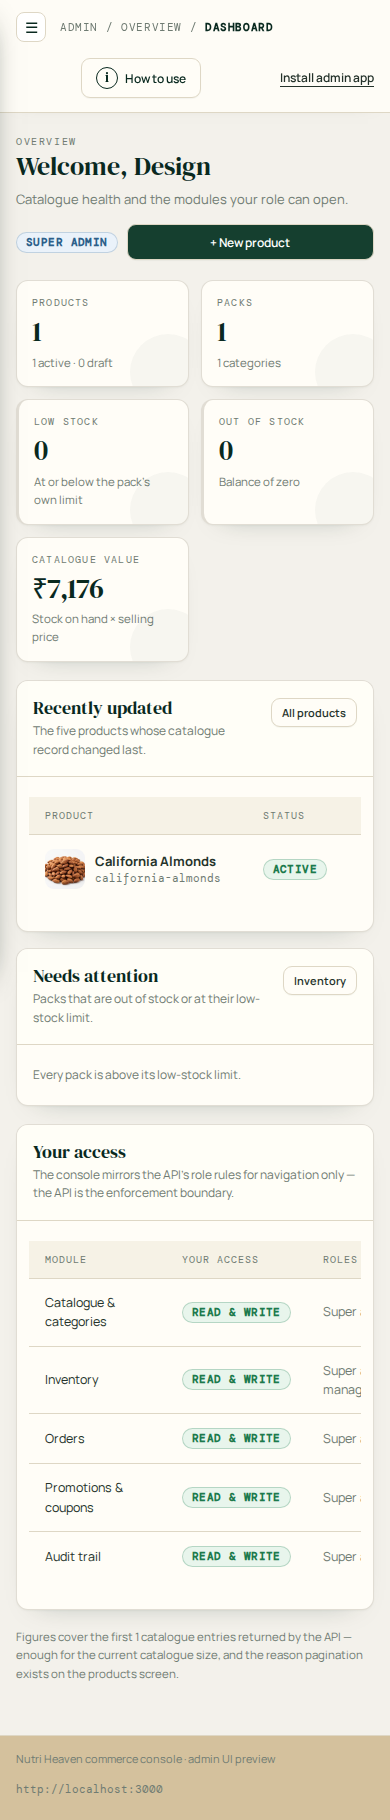 ☰ ADMIN / OVERVIEW / DASHBOARD
i How to use
Install admin app
OVERVIEW
Welcome, Design
Catalogue health and the modules your role can open.
SUPER ADMIN
+ New product
PRODUCTS
1
1 active · 0 draft
PACKS
1
1 categories
LOW STOCK
0
At or below the pack's
own limit
OUT OF STOCK
0
Balance of zero
CATALOGUE VALUE
₹7,176
Stock on hand × selling
price
Recently updated
The five products whose catalogue
record changed last.
All products
PRODUCT STATUS
California Almonds
california-almonds
ACTIVE
Needs attention
Packs that are out of stock or at their low-
stock limit.
Inventory
Every pack is above its low-stock limit.
Your access
The console mirrors the API's role rules for navigation only —
the API is the enforcement boundary.
MODULE YOUR ACCESS ROLES
Catalogue &
categories
READ & WRITE
Super
Inventory
READ & WRITE
Super
manag
Orders
READ & WRITE
Super
Promotions &
coupons
READ & WRITE
Super
Audit trail
READ & WRITE
Super
Figures cover the first 1 catalogue entries returned by the API —
enough for the current catalogue size, and the reason pagination
exists on the products screen.
Nutri Heaven commerce console · admin UI preview
http://localhost:3000